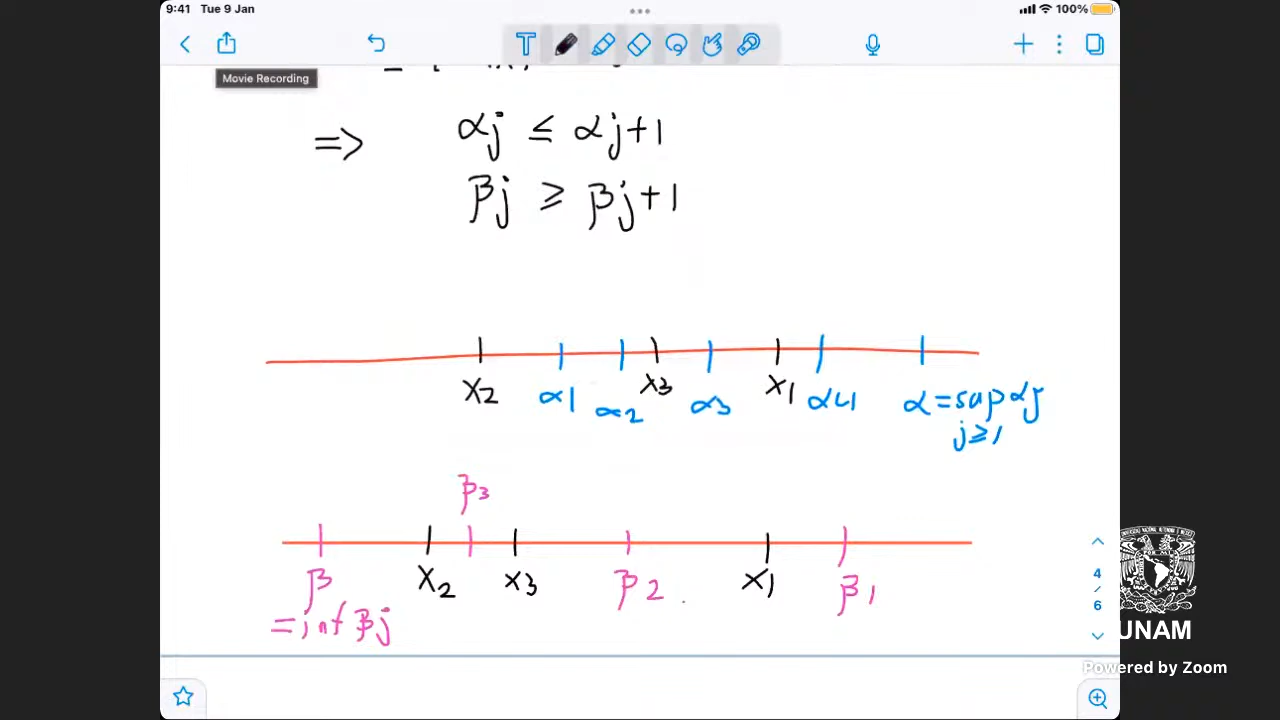 9:41 Tue 9 Jan 100%
T
Movie Recording
=> αj ≤ αj+1
βj ≥ βj+1
x2 α1 α2 x3 α3 x1 α4 α = sup αj
j≥1
β3
β x2 x3 β2 x1 β1
= inf βj
4
/
6
UNAM
Powered by Zoom